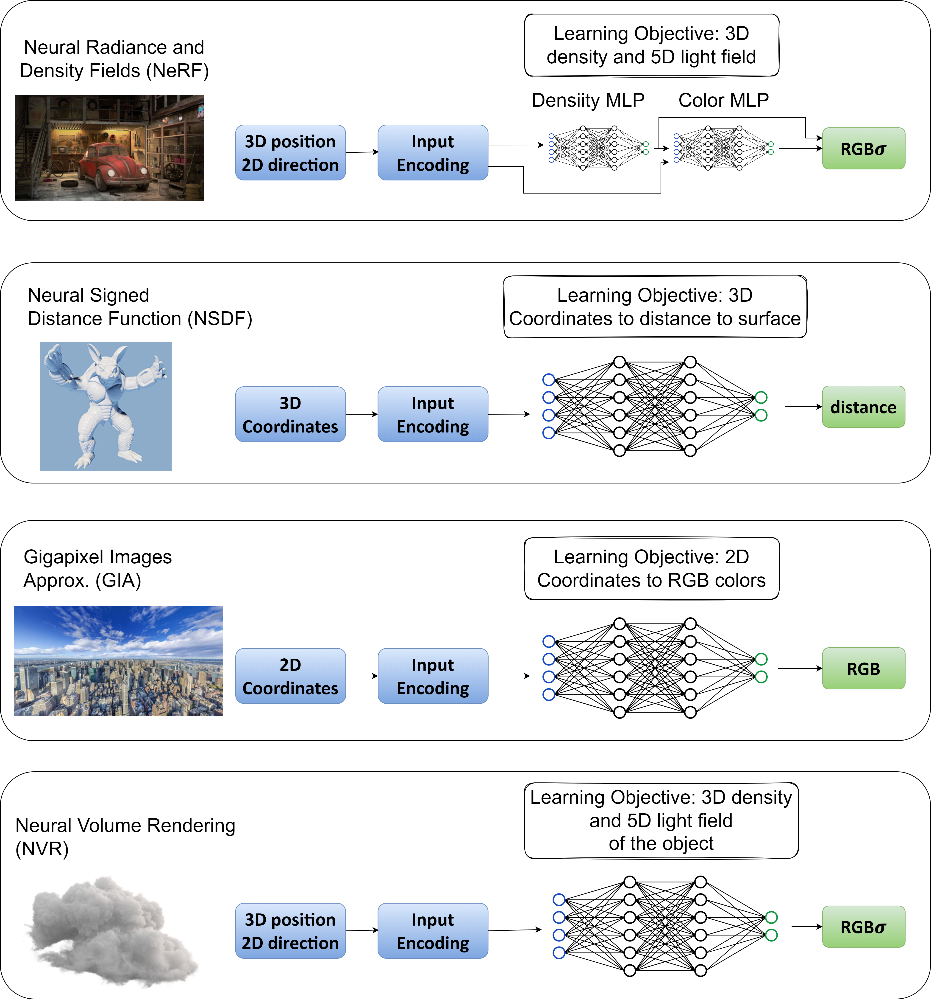 Neural Radiance and
Density Fields (NeRF)
Learning Objective: 3D
density and 5D light field
Densiity MLP
Color MLP
3D position
2D direction
Input
Encoding
RGBσ
Neural Signed
Distance Function (NSDF)
Learning Objective: 3D
Coordinates to distance to surface
3D
Coordinates
Input
Encoding
distance
Gigapixel Images
Approx. (GIA)
Learning Objective: 2D
Coordinates to RGB colors
2D
Coordinates
Input
Encoding
RGB
Neural Volume Rendering
(NVR)
Learning Objective: 3D density
and 5D light field
of the object
3D position
2D direction
Input
Encoding
RGBσ